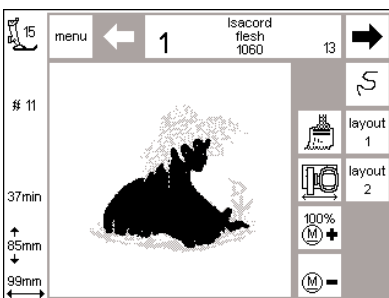 15
menu
1
Isacord
flesh
1060
13
# 11
layout
1
layout
2
37min
100%
M +
85mm
M -
99mm